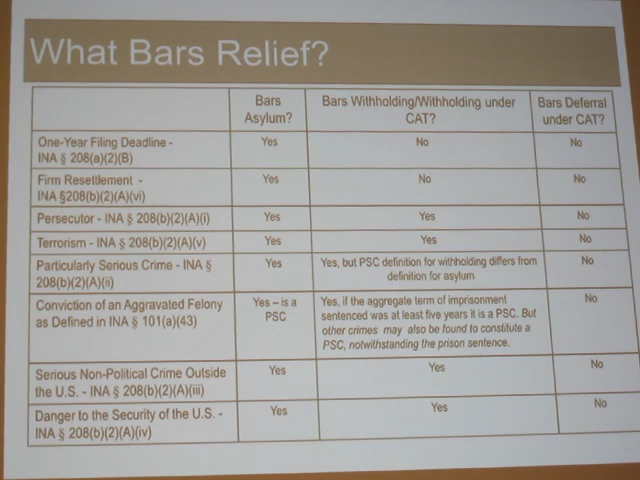 What Bars Relief?
Bars
Asylum?
Bars Withholding/Withholding under
CAT?
Bars Deferral
under CAT?
One-Year Filing Deadline -
INA § 208(a)(2)(B)
Yes
No
No
Firm Resettlement -
INA §208(b)(2)(A)(vi)
Yes
No
No
Persecutor - INA § 208(b)(2)(A)(i)
Yes
Yes
No
Terrorism - INA § 208(b)(2)(A)(v)
Yes
Yes
No
Particularly Serious Crime - INA §
208(b)(2)(A)(ii)
Yes
Yes, but PSC definition for withholding differs from
definition for asylum
No
Conviction of an Aggravated Felony
as Defined in INA § 101(a)(43)
Yes – is a
PSC
Yes, if the aggregate term of imprisonment
sentenced was at least five years it is a PSC. But
other crimes may also be found to constitute a
PSC, notwithstanding the prison sentence.
No
Serious Non-Political Crime Outside
the U.S. - INA § 208(b)(2)(A)(iii)
Yes
Yes
No
Danger to the Security of the U.S. -
INA § 208(b)(2)(A)(iv)
Yes
Yes
No